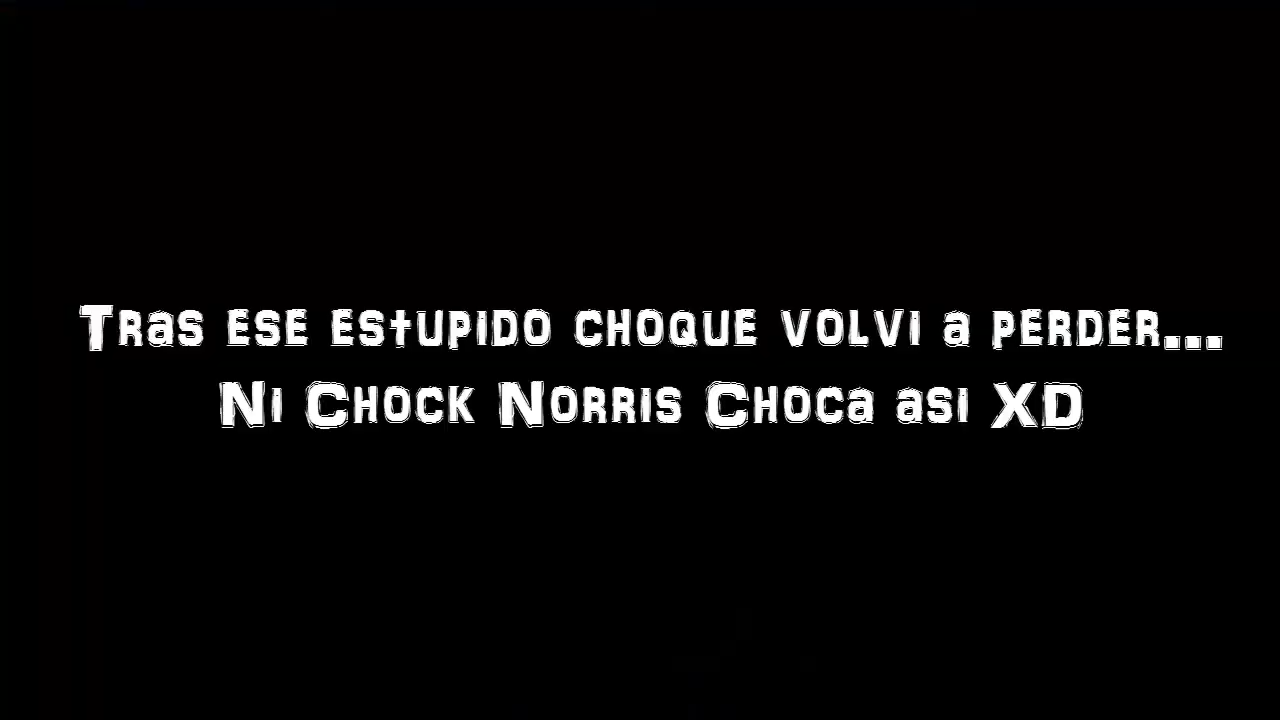 Tras ese estupido choque volvi a perder...
Ni Chock Norris Choca asi XD